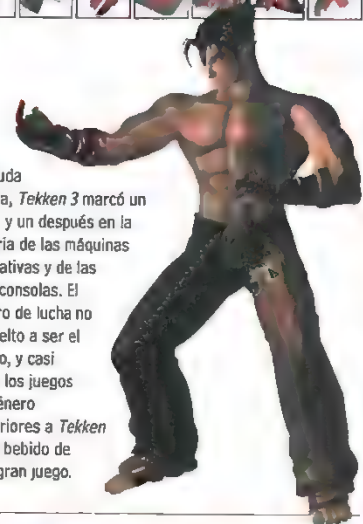 uda
a, Tekken 3 marcó un
y un después en la
ria de las máquinas
ativas y de las
consolas. El
ro de lucha no
elto a ser el
o, y casi
los juegos
énero
riores a Tekken
bebido de
gran juego.